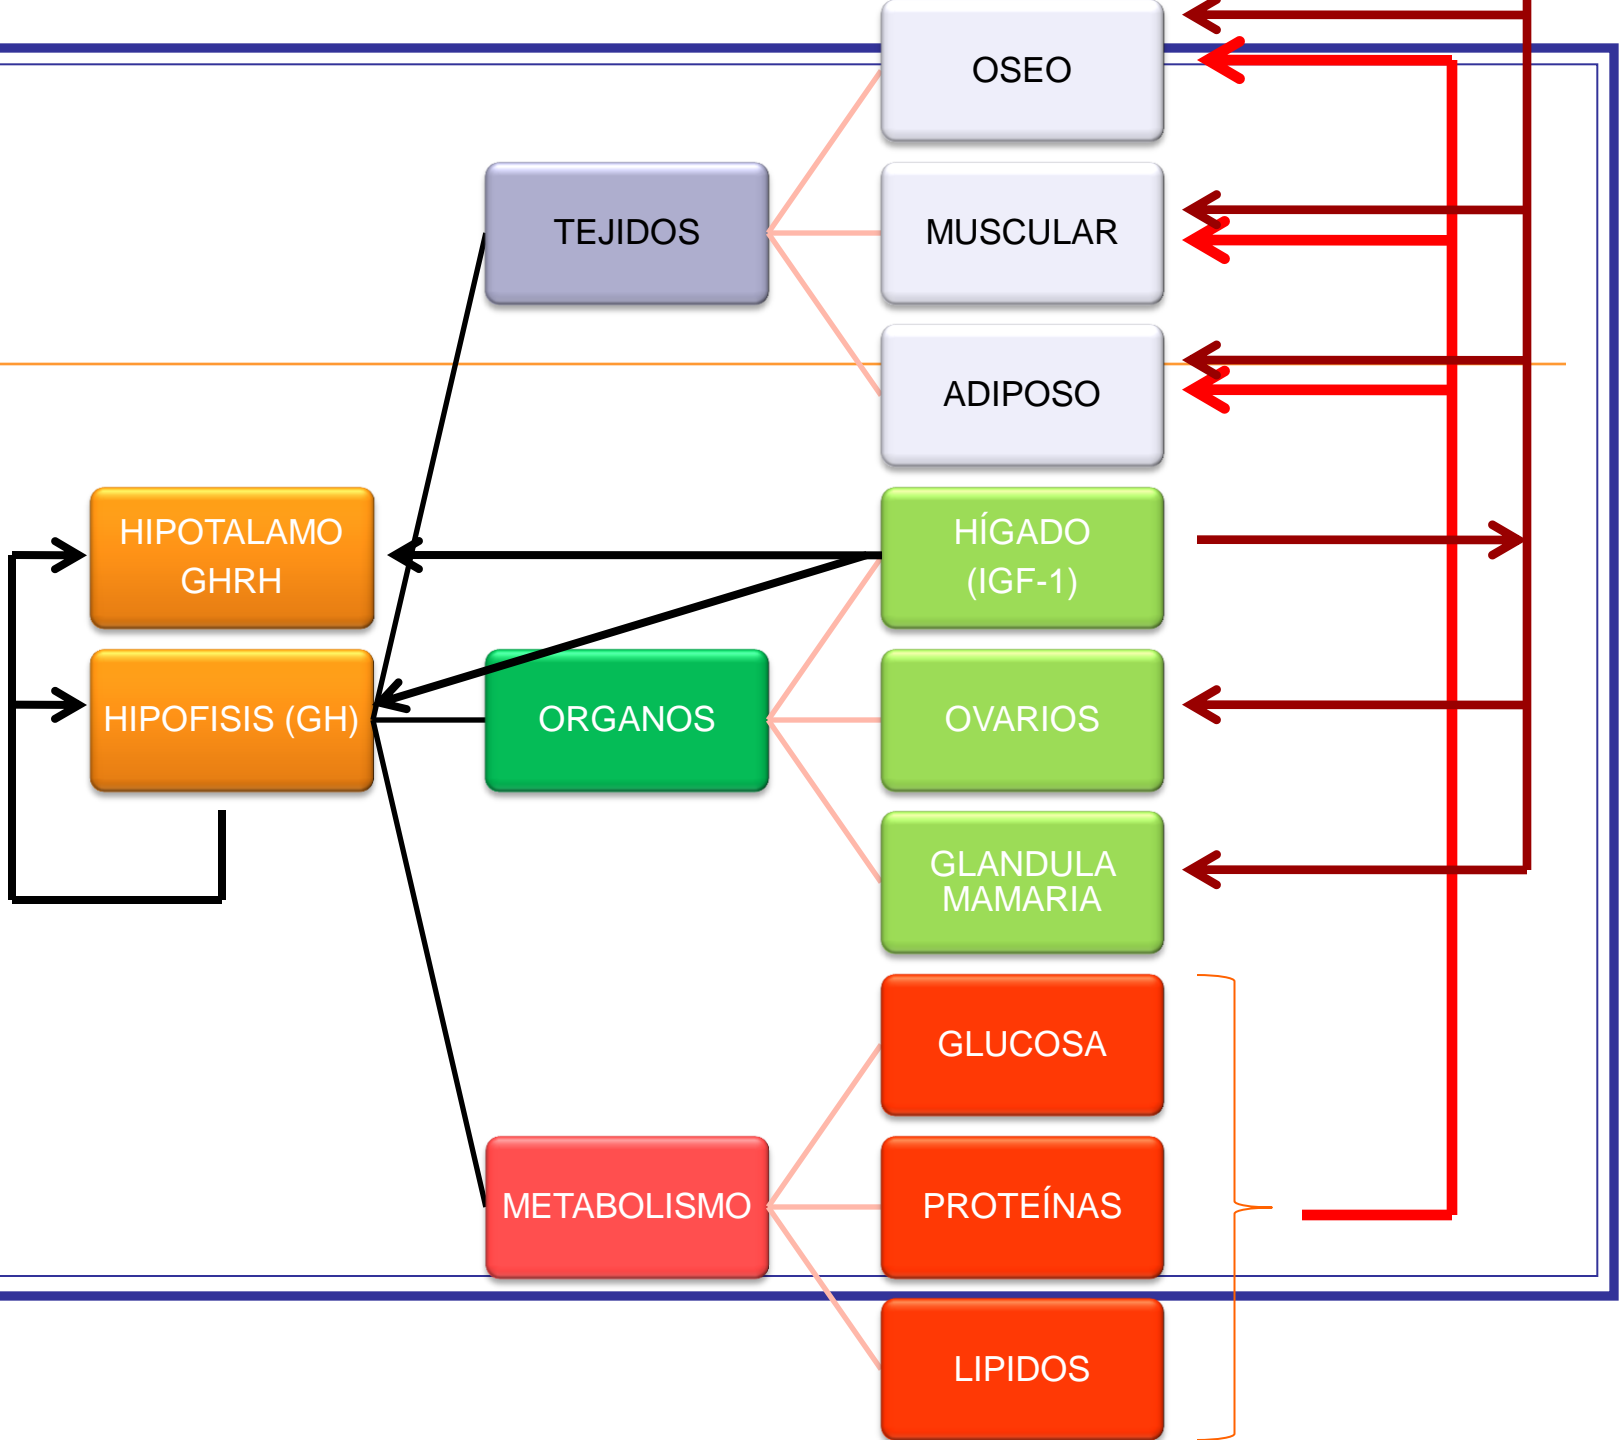 OSEO
TEJIDOS
MUSCULAR
ADIPOSO
HIPOTALAMO
GHRH
HÍGADO
(IGF-1)
HIPOFISIS (GH)
ORGANOS
OVARIOS
GLANDULA
MAMARIA
GLUCOSA
METABOLISMO
PROTEÍNAS
LIPIDOS